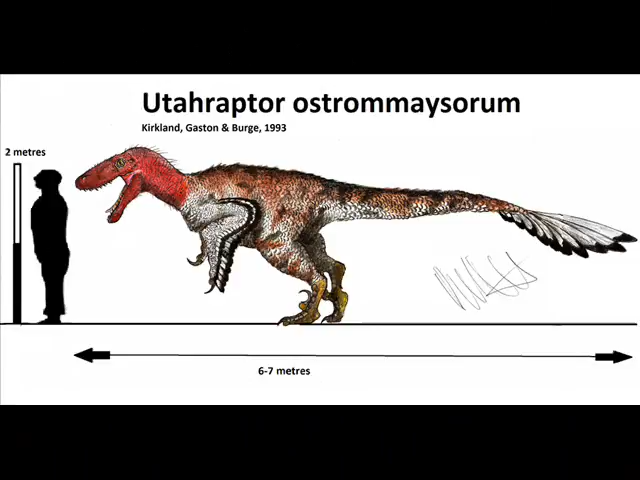 Utahraptor ostrommaysorum
Kirkland, Gaston & Burge, 1993
2 metres
6-7 metres